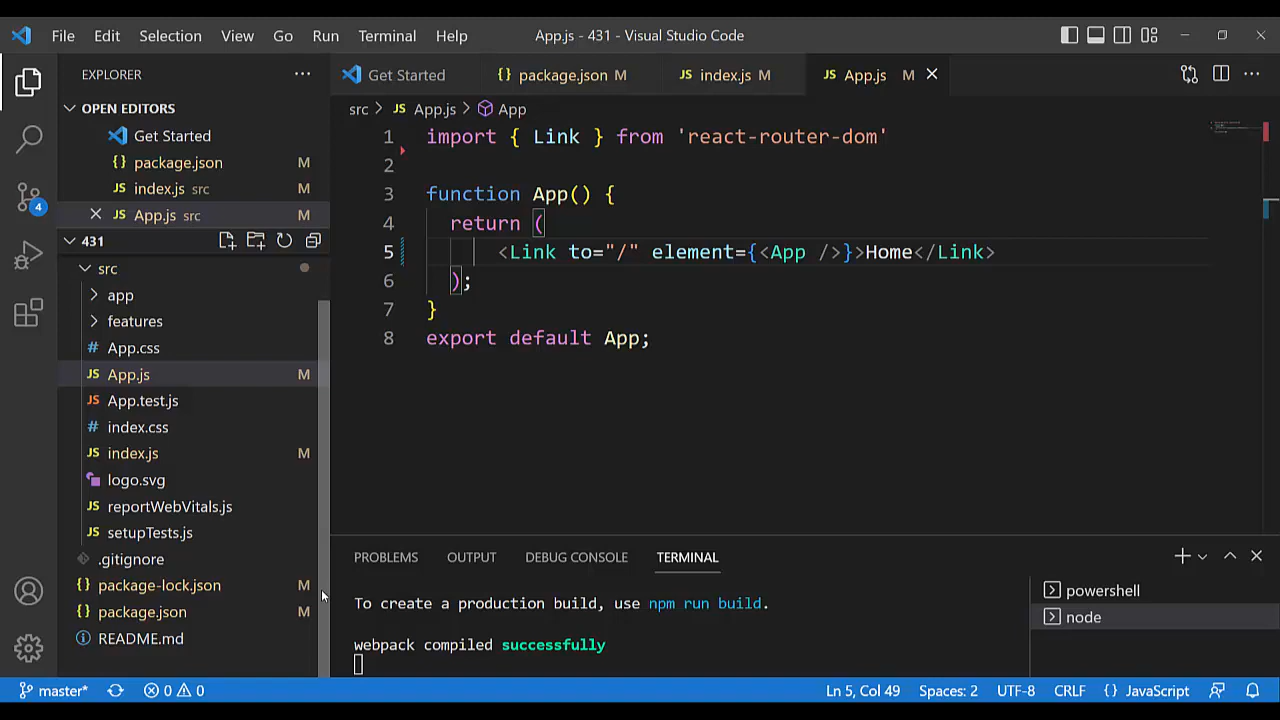 File Edit Selection View Go Run Terminal Help App.js - 431 - Visual Studio Code
EXPLORER
Get Started
package.json M
index.js M
App.js M
OPEN EDITORS
Get Started
package.json M
index.js src M
App.js src M
431
src
app
features
App.css
App.js M
App.test.js
index.css
index.js M
logo.svg
reportWebVitals.js
setupTests.js
.gitignore
package-lock.json M
package.json M
README.md
4
src > JS App.js > App
1 import { Link } from 'react-router-dom'
2
3 function App() {
4 return (
5 <Link to="/" element={<App />}>Home</Link>
6 );
7 }
8 export default App;
PROBLEMS OUTPUT DEBUG CONSOLE TERMINAL
To create a production build, use npm run build.
webpack compiled successfully
powershell
node
master* 0 0 Ln 5, Col 49 Spaces: 2 UTF-8 CRLF {} JavaScript